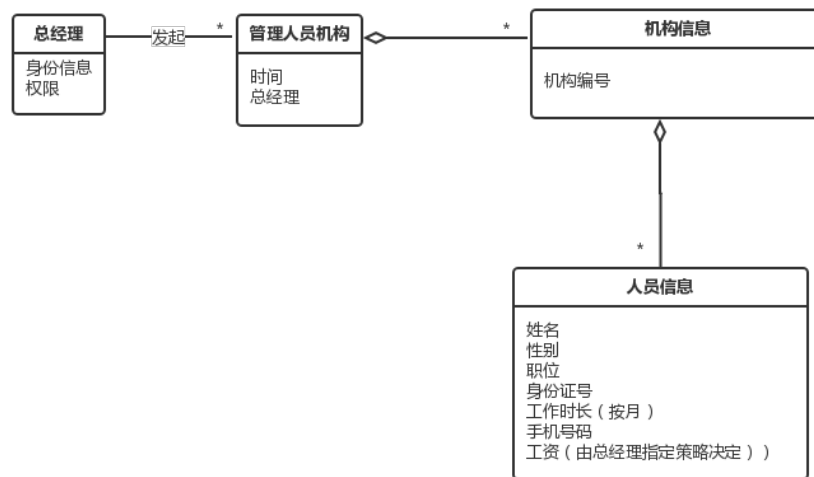 总经理
身份信息
权限
发起
*
管理人员机构
时间
总经理
*
机构信息
机构编号
*
人员信息
姓名
性别
职位
身份证号
工作时长（按月）
手机号码
工资（由总经理指定策略决定））